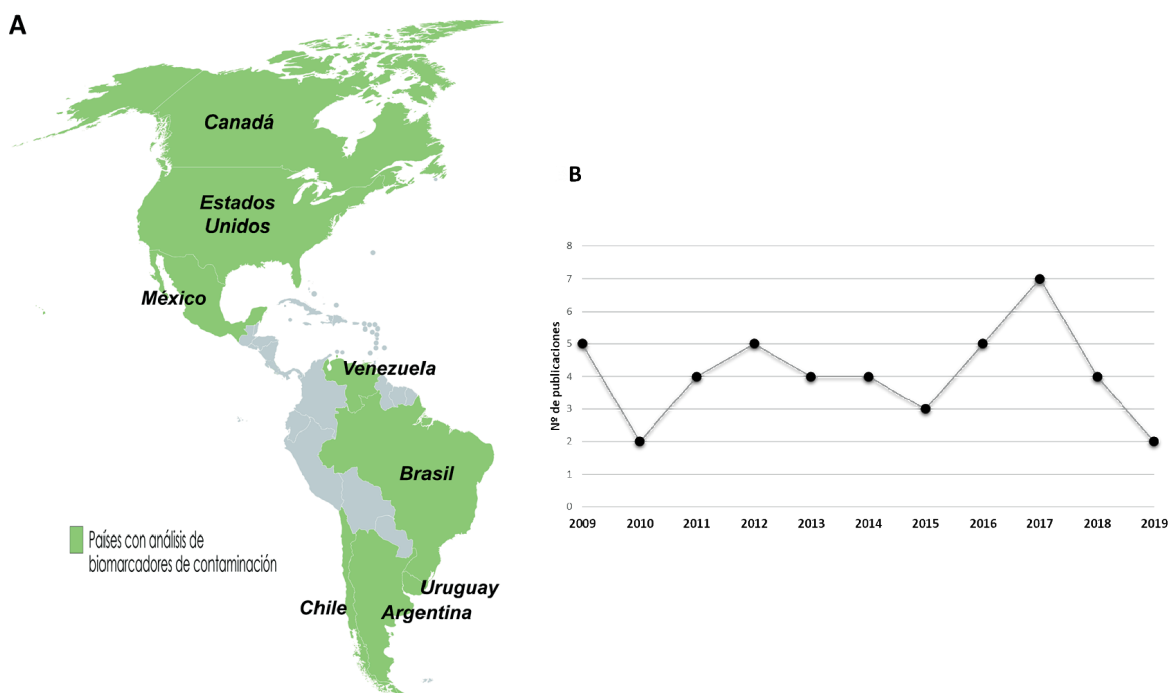 A
Canadá
Estados
Unidos
México
Venezuela
Brasil
Uruguay
Chile
Argentina
Países con análisis de
biomarcadores de contaminación
B
Nº de publicaciones
8
7
6
5
4
3
2
1
0
2009 2010 2011 2012 2013 2014 2015 2016 2017 2018 2019